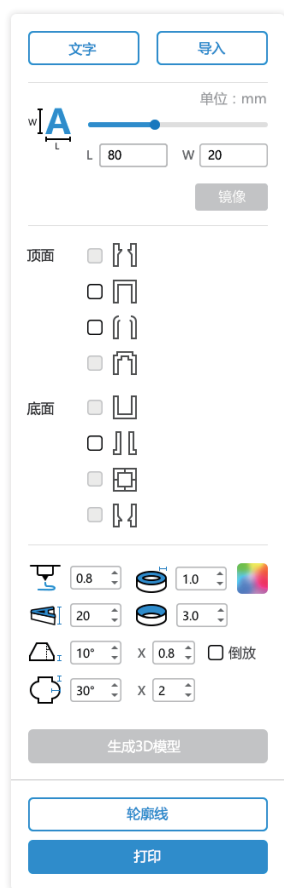 文字 导入
单位：mm
W A
L
L 80 W 20
镜像
顶面
底面
0.8 1.0
20 3.0
10° X 0.8 倒放
30° X 2
生成3D模型
轮廓线
打印